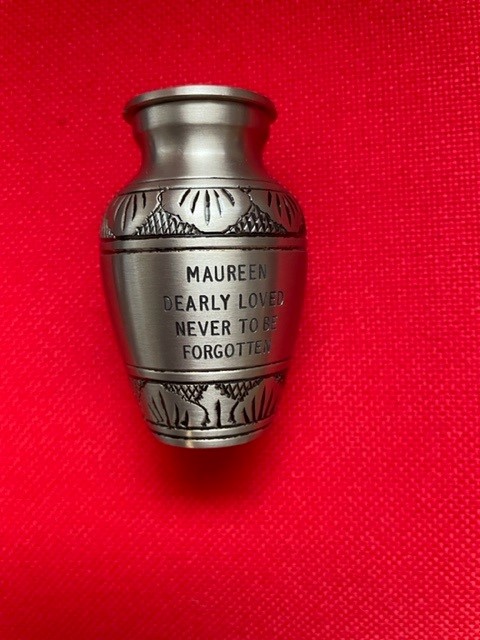 MAUREEN
DEARLY LOVED
NEVER TO BE
FORGOTTEN